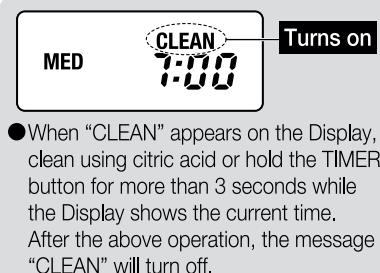 CLEAN Turns on
MED 7:00
●When “CLEAN” appears on the Display,
clean using citric acid or hold the TIMER
button for more than 3 seconds while
the Display shows the current time.
After the above operation, the message
“CLEAN” will turn off.